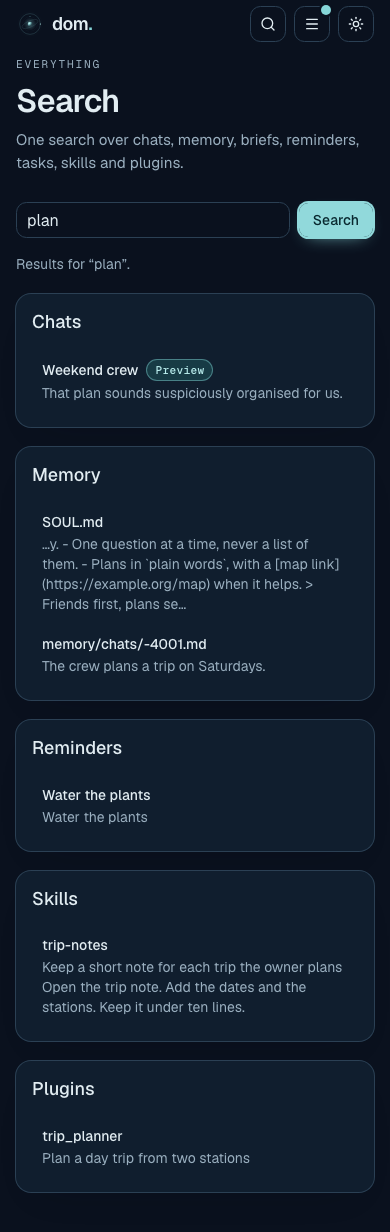 dom.
EVERYTHING
Search
One search over chats, memory, briefs, reminders,
tasks, skills and plugins.
plan
Search
Results for “plan”.
Chats
Weekend crew Preview
That plan sounds suspiciously organised for us.
Memory
SOUL.md
…y. - One question at a time, never a list of
them. - Plans in `plain words`, with a [map link]
(https://example.org/map) when it helps. >
Friends first, plans se…
memory/chats/-4001.md
The crew plans a trip on Saturdays.
Reminders
Water the plants
Water the plants
Skills
trip-notes
Keep a short note for each trip the owner plans
Open the trip note. Add the dates and the
stations. Keep it under ten lines.
Plugins
trip_planner
Plan a day trip from two stations